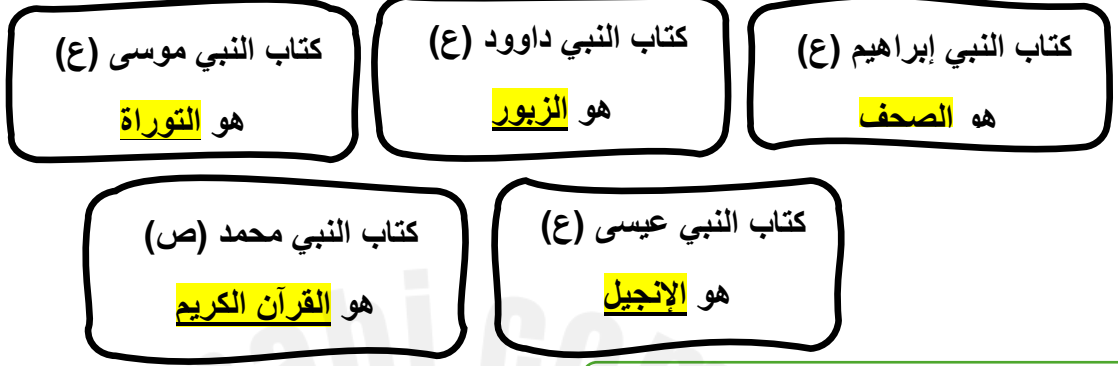 كتاب النبي إبراهيم (ع)
هو الصحف
كتاب النبي داوود (ع)
هو الزبور
كتاب النبي موسى (ع)
هو التوراة
كتاب النبي عيسى (ع)
هو الإنجيل
كتاب النبي محمد (ص)
هو القرآن الكريم